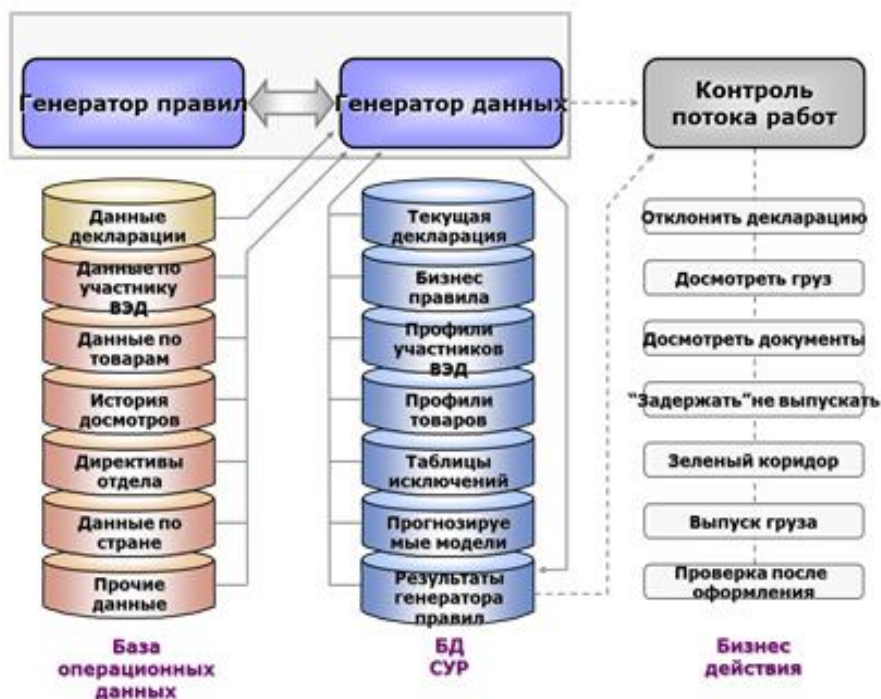 Генератор правил
Генератор данных
Контроль
потока работ
Данные
декларации
Данные по
участнику
ВЭД
Данные по
товарам
История
досмотров
Директивы
отдела
Данные по
стране
Прочие
данные
База
операционных
данных
Текущая
декларация
Бизнес
правила
Профили
участников
ВЭД
Профили
товаров
Таблицы
исключений
Прогнозируе
мые модели
Результаты
генератора
правил
БД
СУР
Отклонить декларацию
Досмотреть груз
Досмотреть документы
"Задержать"не выпускать
Зеленый коридор
Выпуск груза
Проверка после
оформления
Бизнес
действия